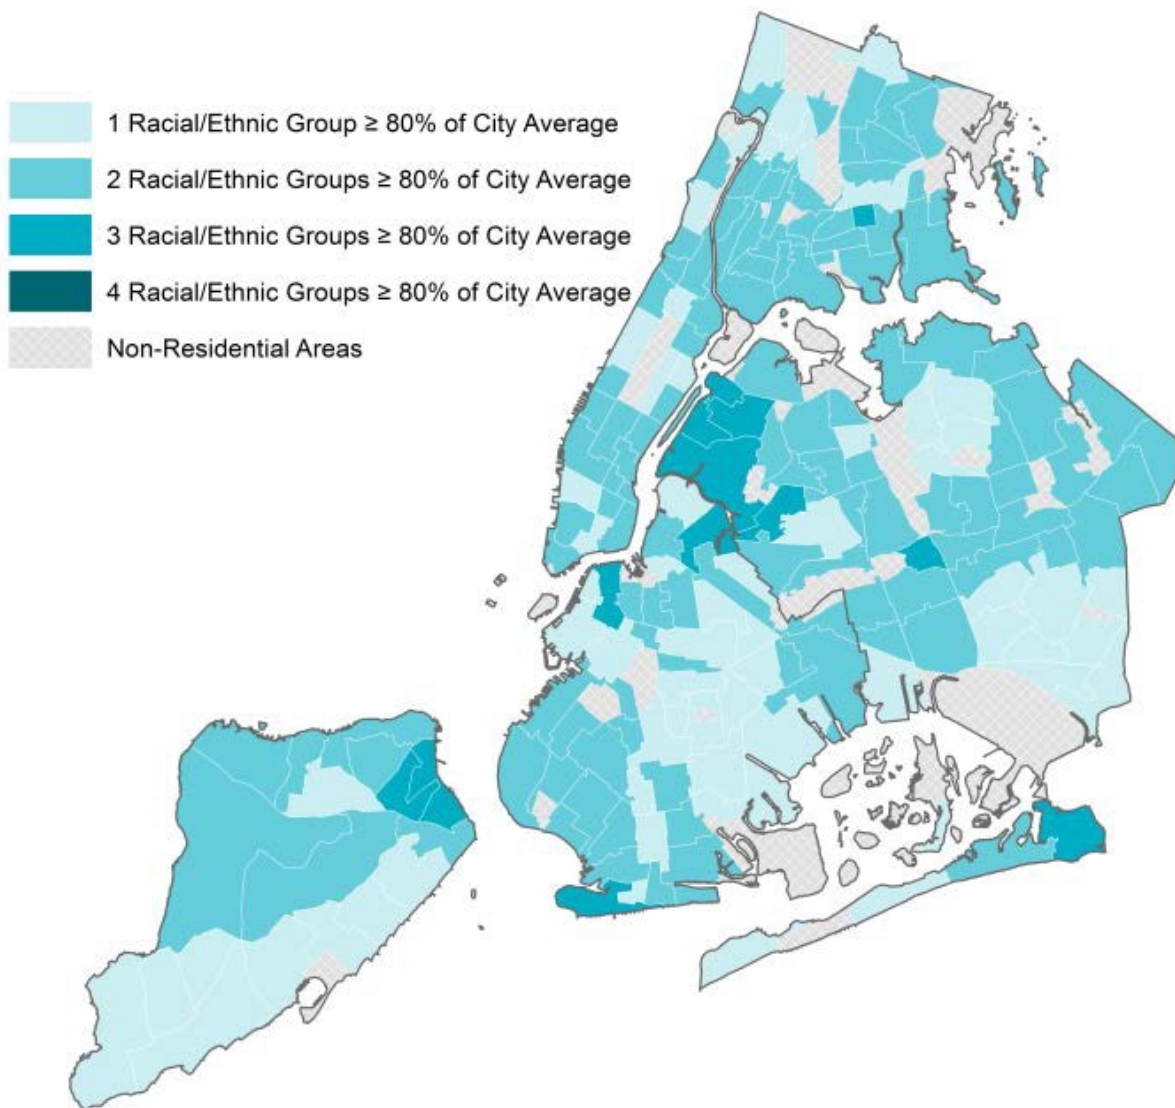 1 Racial/Ethnic Group ≥ 80% of City Average
2 Racial/Ethnic Groups ≥ 80% of City Average
3 Racial/Ethnic Groups ≥ 80% of City Average
4 Racial/Ethnic Groups ≥ 80% of City Average
Non-Residential Areas